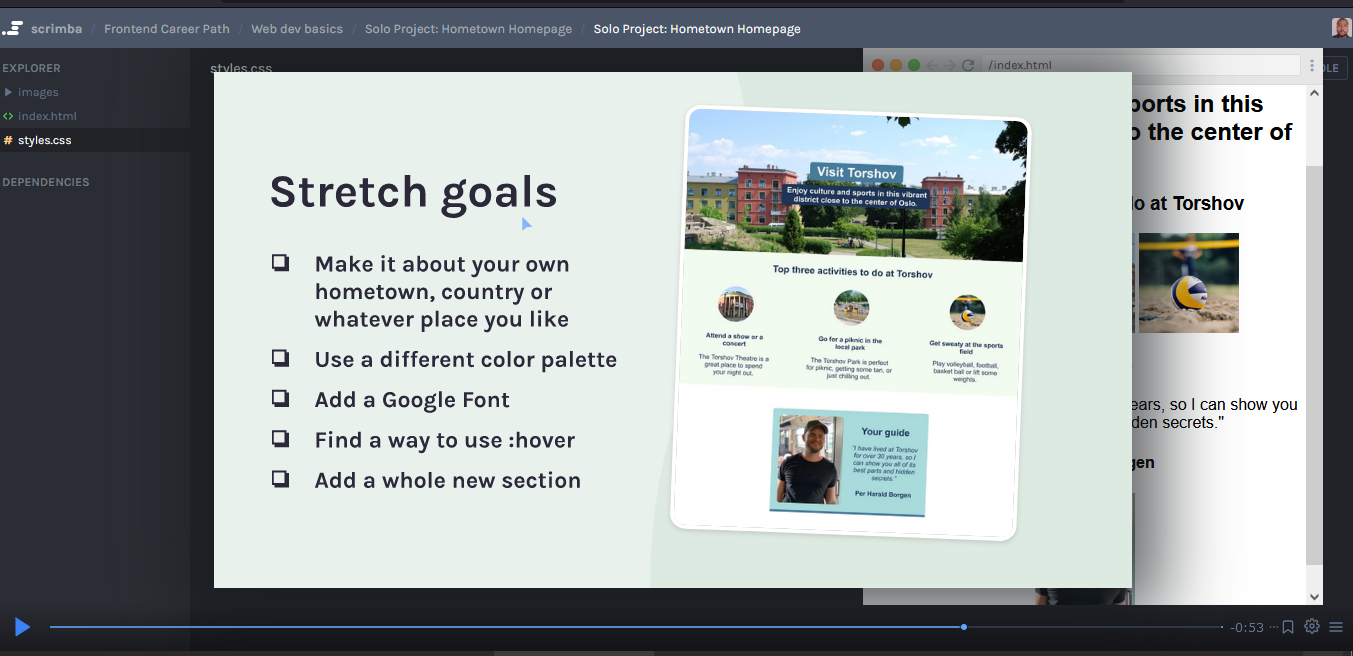 scrimba / Frontend Career Path / Web dev basics / Solo Project: Hometown Homepage / Solo Project: Hometown Homepage
EXPLORER
images
index.html
# styles.css
DEPENDENCIES
styles.css
/index.html
OLE
Stretch goals
Make it about your own
hometown, country or
whatever place you like
Use a different color palette
Add a Google Font
Find a way to use :hover
Add a whole new section
Visit Torshov
Enjoy culture and sports in this vibrant
district close to the center of Oslo.
Top three activities to do at Torshov
Attend a show or a
concert
The Torshov Theatre is a
great place to spend
your night out.
Go for a piknic in the
local park
The Torshov Park is perfect
for piknic, getting some tan, or
just chilling out.
Get sweaty at the sports
field
Play volleyball, football,
basket ball or lift some
weights.
Your guide
"I have lived at Torshov
for over 30 years, so I
can show you all of its
best parts and hidden
secrets."
Per Harald Borgen
ports in this
o the center of
do at Torshov
ears, so I can show you
dden secrets."
gen
-0:53